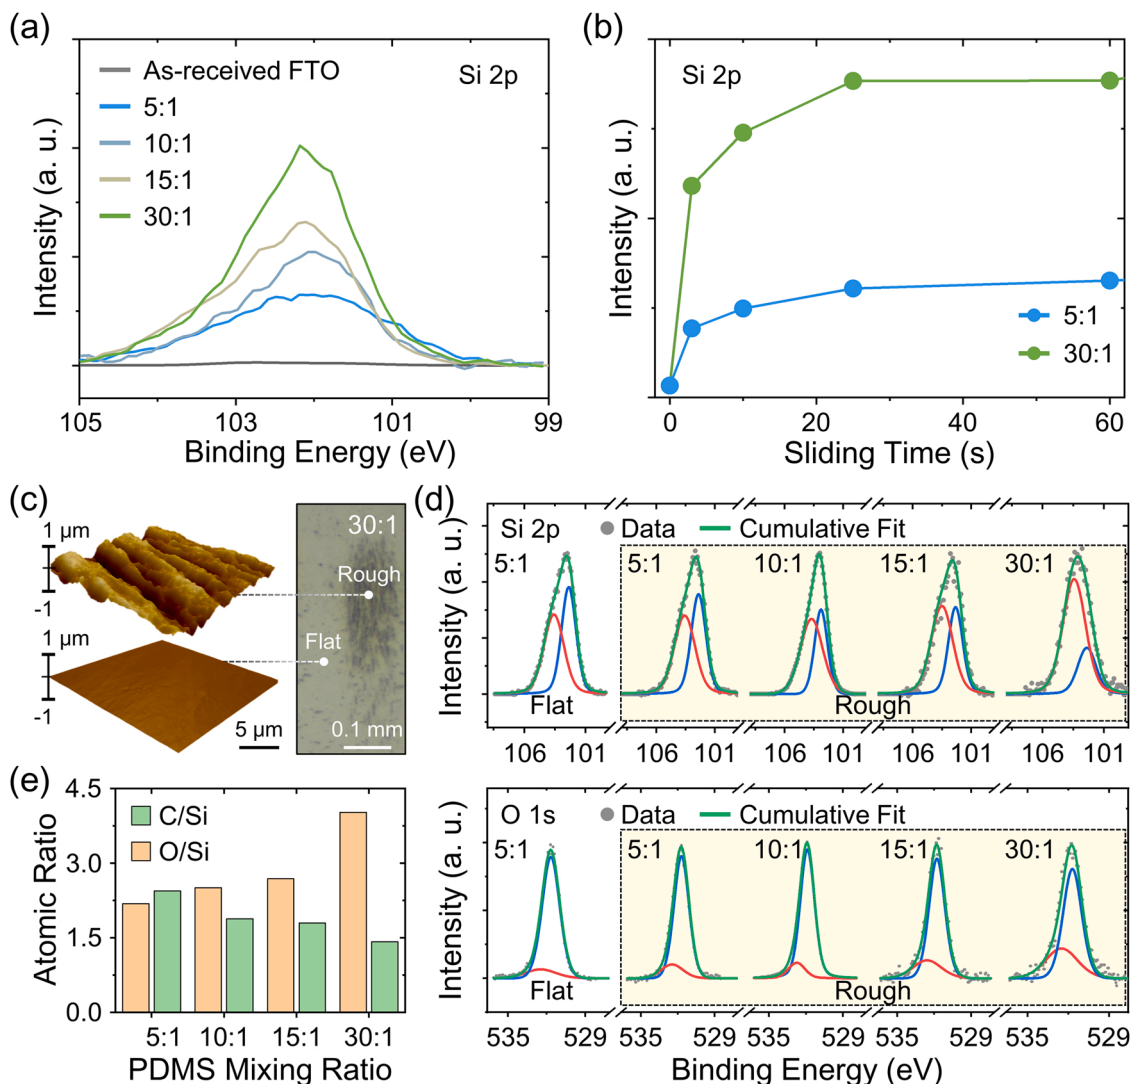 (a)
Intensity (a. u.)
As-received FTO
5:1
10:1
15:1
30:1
Si 2p
105 103 101 99
Binding Energy (eV)
(b)
Intensity (a. u.)
Si 2p
5:1
30:1
0 20 40 60
Sliding Time (s)
(c)
1 µm
-1
1 µm
-1
5 µm
30:1
Rough
Flat
0.1 mm
(d)
Intensity (a. u.)
Si 2p Data Cumulative Fit
5:1 5:1 10:1 15:1 30:1
Flat Rough
106 101 106 101 106 101 106 101 106 101
Intensity (a. u.)
O 1s Data Cumulative Fit
5:1 5:1 10:1 15:1 30:1
Flat Rough
535 529 535 529 535 529 535 529 535 529
Binding Energy (eV)
(e)
Atomic Ratio
4.5
3.0
1.5
0.0
C/Si
O/Si
5:1 10:1 15:1 30:1
PDMS Mixing Ratio